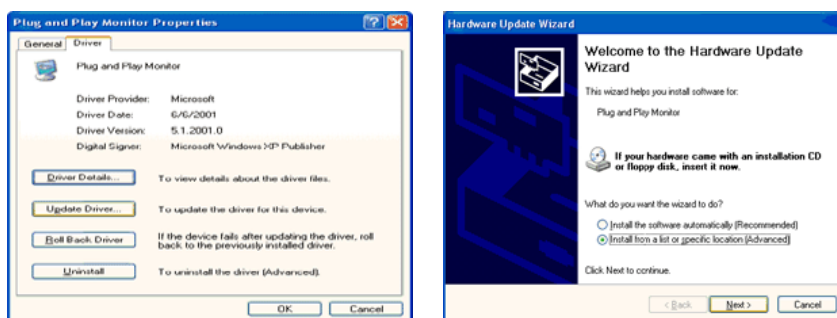 Plug and Play Monitor Properties
General Driver
Plug and Play Monitor
Driver Provider: Microsoft
Driver Date: 6/6/2001
Driver Version: 5.1.2001.0
Digital Signer: Microsoft Windows XP Publisher
Driver Details... To view details about the driver files.
Update Driver... To update the driver for this device.
Roll Back Driver If the device fails after updating the driver, roll
back to the previously installed driver.
Uninstall To uninstall the driver (Advanced).
OK Cancel
Hardware Update Wizard
Welcome to the Hardware Update
Wizard
This wizard helps you install software for:
Plug and Play Monitor
If your hardware came with an installation CD
or floppy disk, insert it now.
What do you want the wizard to do?
Install the software automatically (Recommended)
Install from a list or specific location (Advanced)
Click Next to continue.
< Back Next > Cancel